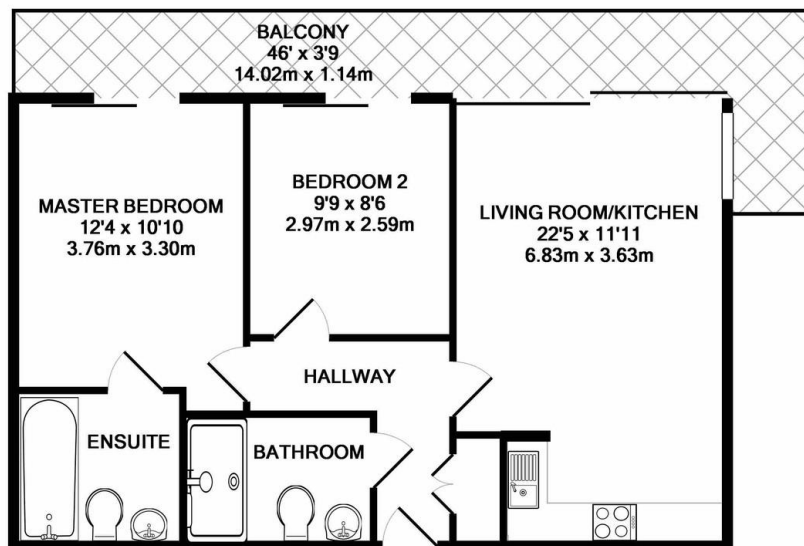 BALCONY
46' x 3'9
14.02m x 1.14m
MASTER BEDROOM
12'4 x 10'10
3.76m x 3.30m
BEDROOM 2
9'9 x 8'6
2.97m x 2.59m
LIVING ROOM/KITCHEN
22'5 x 11'11
6.83m x 3.63m
HALLWAY
ENSUITE
BATHROOM